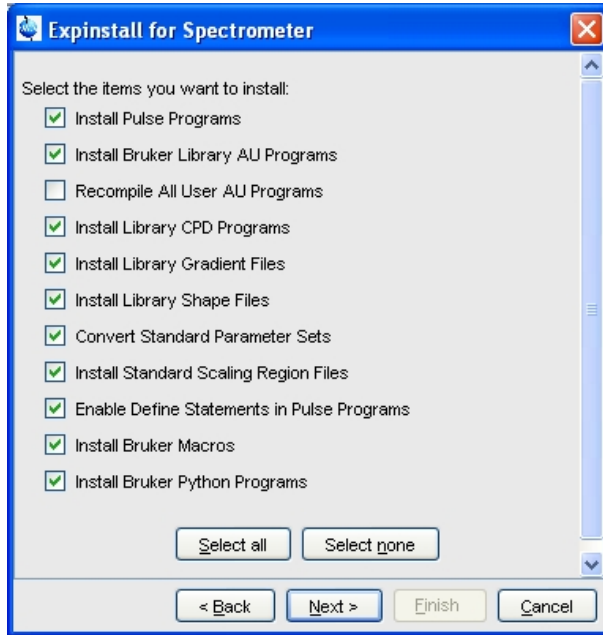 Expinstall for Spectrometer
Select the items you want to install:
Install Pulse Programs
Install Bruker Library AU Programs
Recompile All User AU Programs
Install Library CPD Programs
Install Library Gradient Files
Install Library Shape Files
Convert Standard Parameter Sets
Install Standard Scaling Region Files
Enable Define Statements in Pulse Programs
Install Bruker Macros
Install Bruker Python Programs
Select all Select none
< Back Next > Finish Cancel